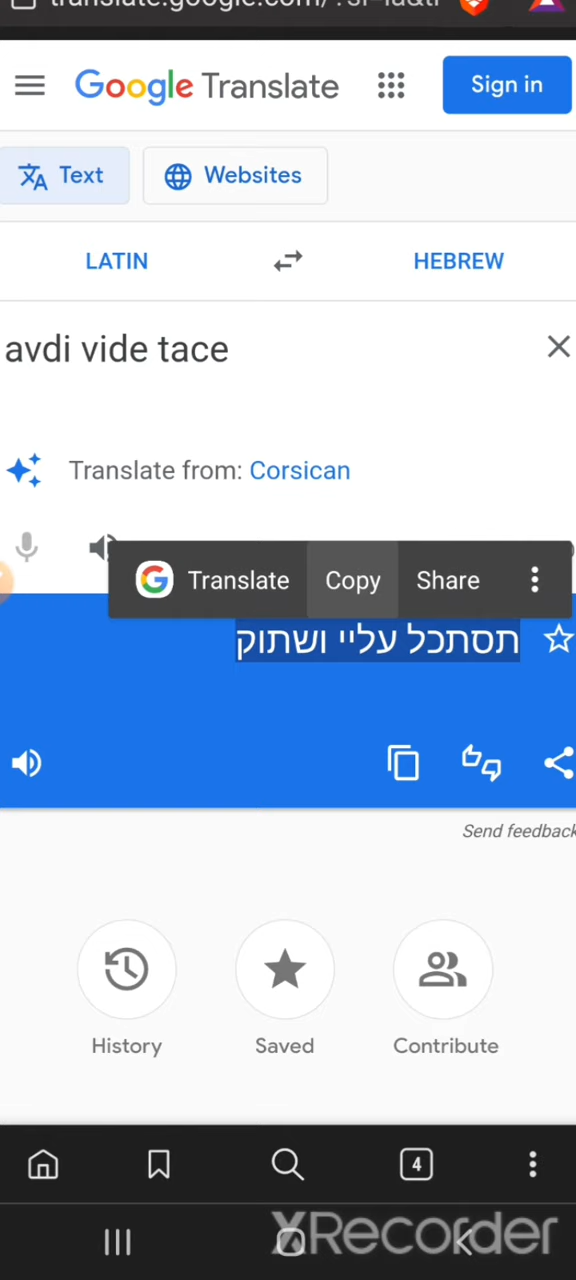 Google Translate
Sign in
Text
Websites
LATIN
HEBREW
avdi vide tace
Translate from: Corsican
Translate
Copy
Share
תסתכל עליי ושתוק
Send feedback
History
Saved
Contribute
4
XRecorder